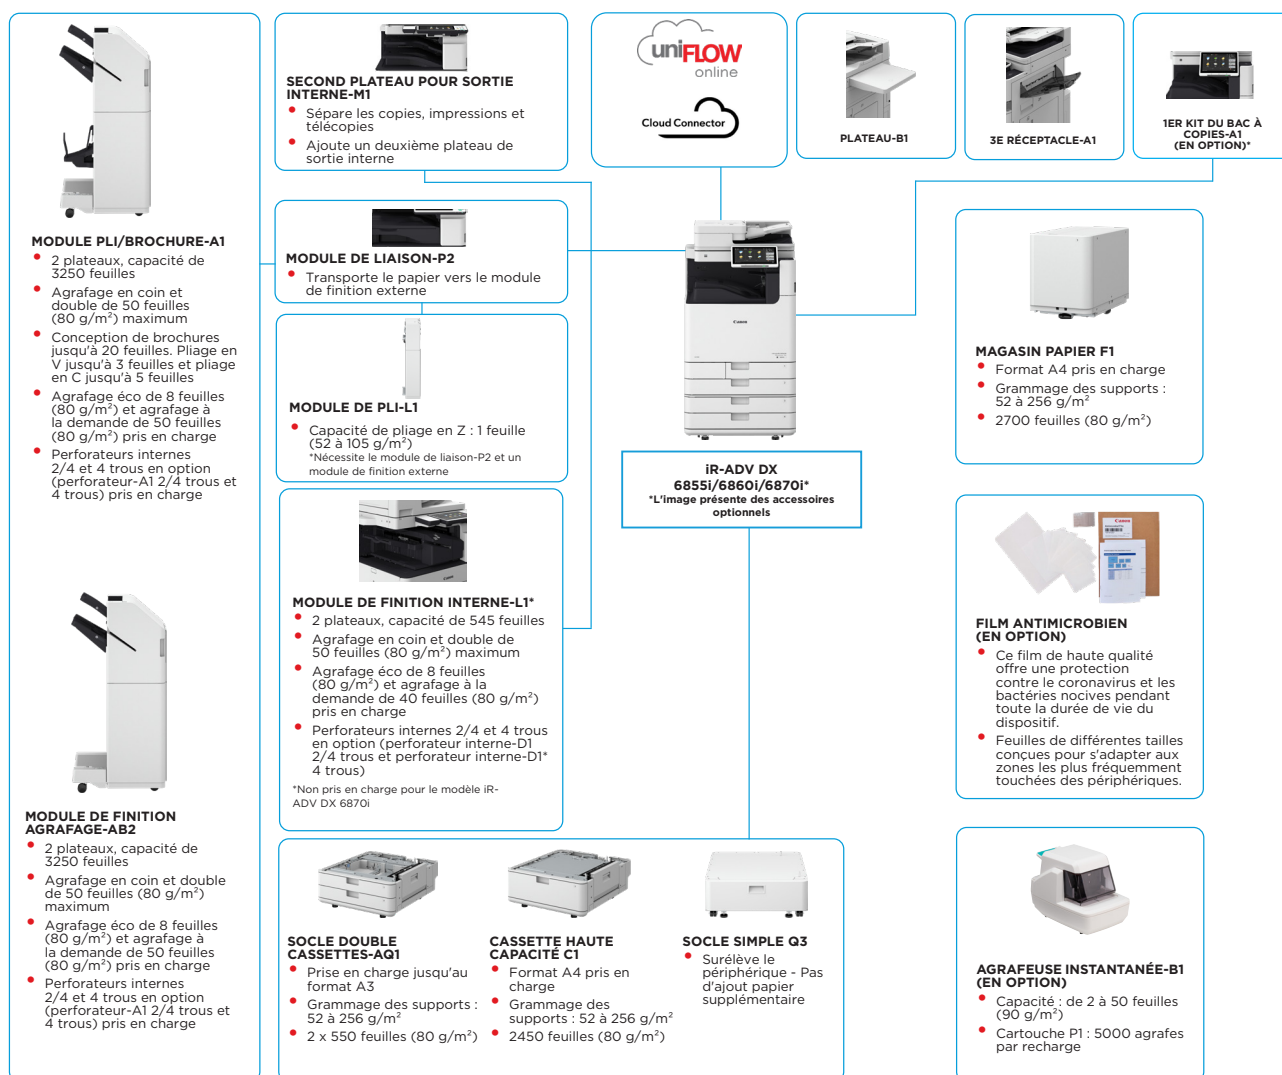 MODULE PLI/BROCHURE-A1
• 2 plateaux, capacité de
3250 feuilles
• Agrafage en coin et
double de 50 feuilles
(80 g/m²) maximum
• Conception de brochures
jusqu'à 20 feuilles. Pliage en
V jusqu'à 3 feuilles et pliage
en C jusqu'à 5 feuilles
• Agrafage éco de 8 feuilles
(80 g/m²) et agrafage à
la demande de 50 feuilles
(80 g/m²) pris en charge
• Perforateurs internes
2/4 et 4 trous en option
(perforateur-A1 2/4 trous et
4 trous) pris en charge
MODULE DE FINITION
AGRAFAGE-AB2
• 2 plateaux, capacité de
3250 feuilles
• Agrafage en coin et double
de 50 feuilles (80 g/m²)
maximum
• Agrafage éco de 8 feuilles
(80 g/m²) et agrafage à
la demande de 50 feuilles
(80 g/m²) pris en charge
• Perforateurs internes
2/4 et 4 trous en option
(perforateur-A1 2/4 trous et
4 trous) pris en charge
SECOND PLATEAU POUR SORTIE
INTERNE-M1
• Sépare les copies, impressions et
télécopies
• Ajoute un deuxième plateau de
sortie interne
MODULE DE LIAISON-P2
• Transporte le papier vers le module
de finition externe
MODULE DE PLI-L1
• Capacité de pliage en Z : 1 feuille
(52 à 105 g/m²)
*Nécessite le module de liaison-P2 et un
module de finition externe
MODULE DE FINITION INTERNE-L1*
• 2 plateaux, capacité de 545 feuilles
• Agrafage en coin et double de
50 feuilles (80 g/m²) maximum
• Agrafage éco de 8 feuilles
(80 g/m²) et agrafage à la
demande de 40 feuilles (80 g/m²)
pris en charge
• Perforateurs internes 2/4 et 4 trous
en option (perforateur interne-D1
2/4 trous et perforateur interne-D1*
4 trous)
*Non pris en charge pour le modèle iR-
ADV DX 6870i
uniFLOW
online
Cloud Connector
PLATEAU-B1
3E RÉCEPTACLE-A1
1ER KIT DU BAC À
COPIES-A1
(EN OPTION)*
Canon
iR-ADV DX
6855i/6860i/6870i*
*L'image présente des accessoires
optionnels
MAGASIN PAPIER F1
• Format A4 pris en charge
• Grammage des supports :
52 à 256 g/m²
• 2700 feuilles (80 g/m²)
Canon
FILM ANTIMICROBIEN
(EN OPTION)
• Ce film de haute qualité
offre une protection
contre le coronavirus et les
bactéries nocives pendant
toute la durée de vie du
dispositif.
• Feuilles de différentes tailles
conçues pour s'adapter aux
zones les plus fréquemment
touchées des périphériques.
SOCLE DOUBLE
CASSETTES-AQ1
• Prise en charge jusqu'au
format A3
• Grammage des supports :
52 à 256 g/m²
• 2 x 550 feuilles (80 g/m²)
CASSETTE HAUTE
CAPACITÉ C1
• Format A4 pris en
charge
• Grammage des
supports : 52 à 256 g/m²
• 2450 feuilles (80 g/m²)
SOCLE SIMPLE Q3
• Surélève le
périphérique - Pas
d'ajout papier
supplémentaire
AGRAFEUSE INSTANTANÉE-B1
(EN OPTION)
• Capacité : de 2 à 50 feuilles
(90 g/m²)
• Cartouche P1 : 5000 agrafes
par recharge